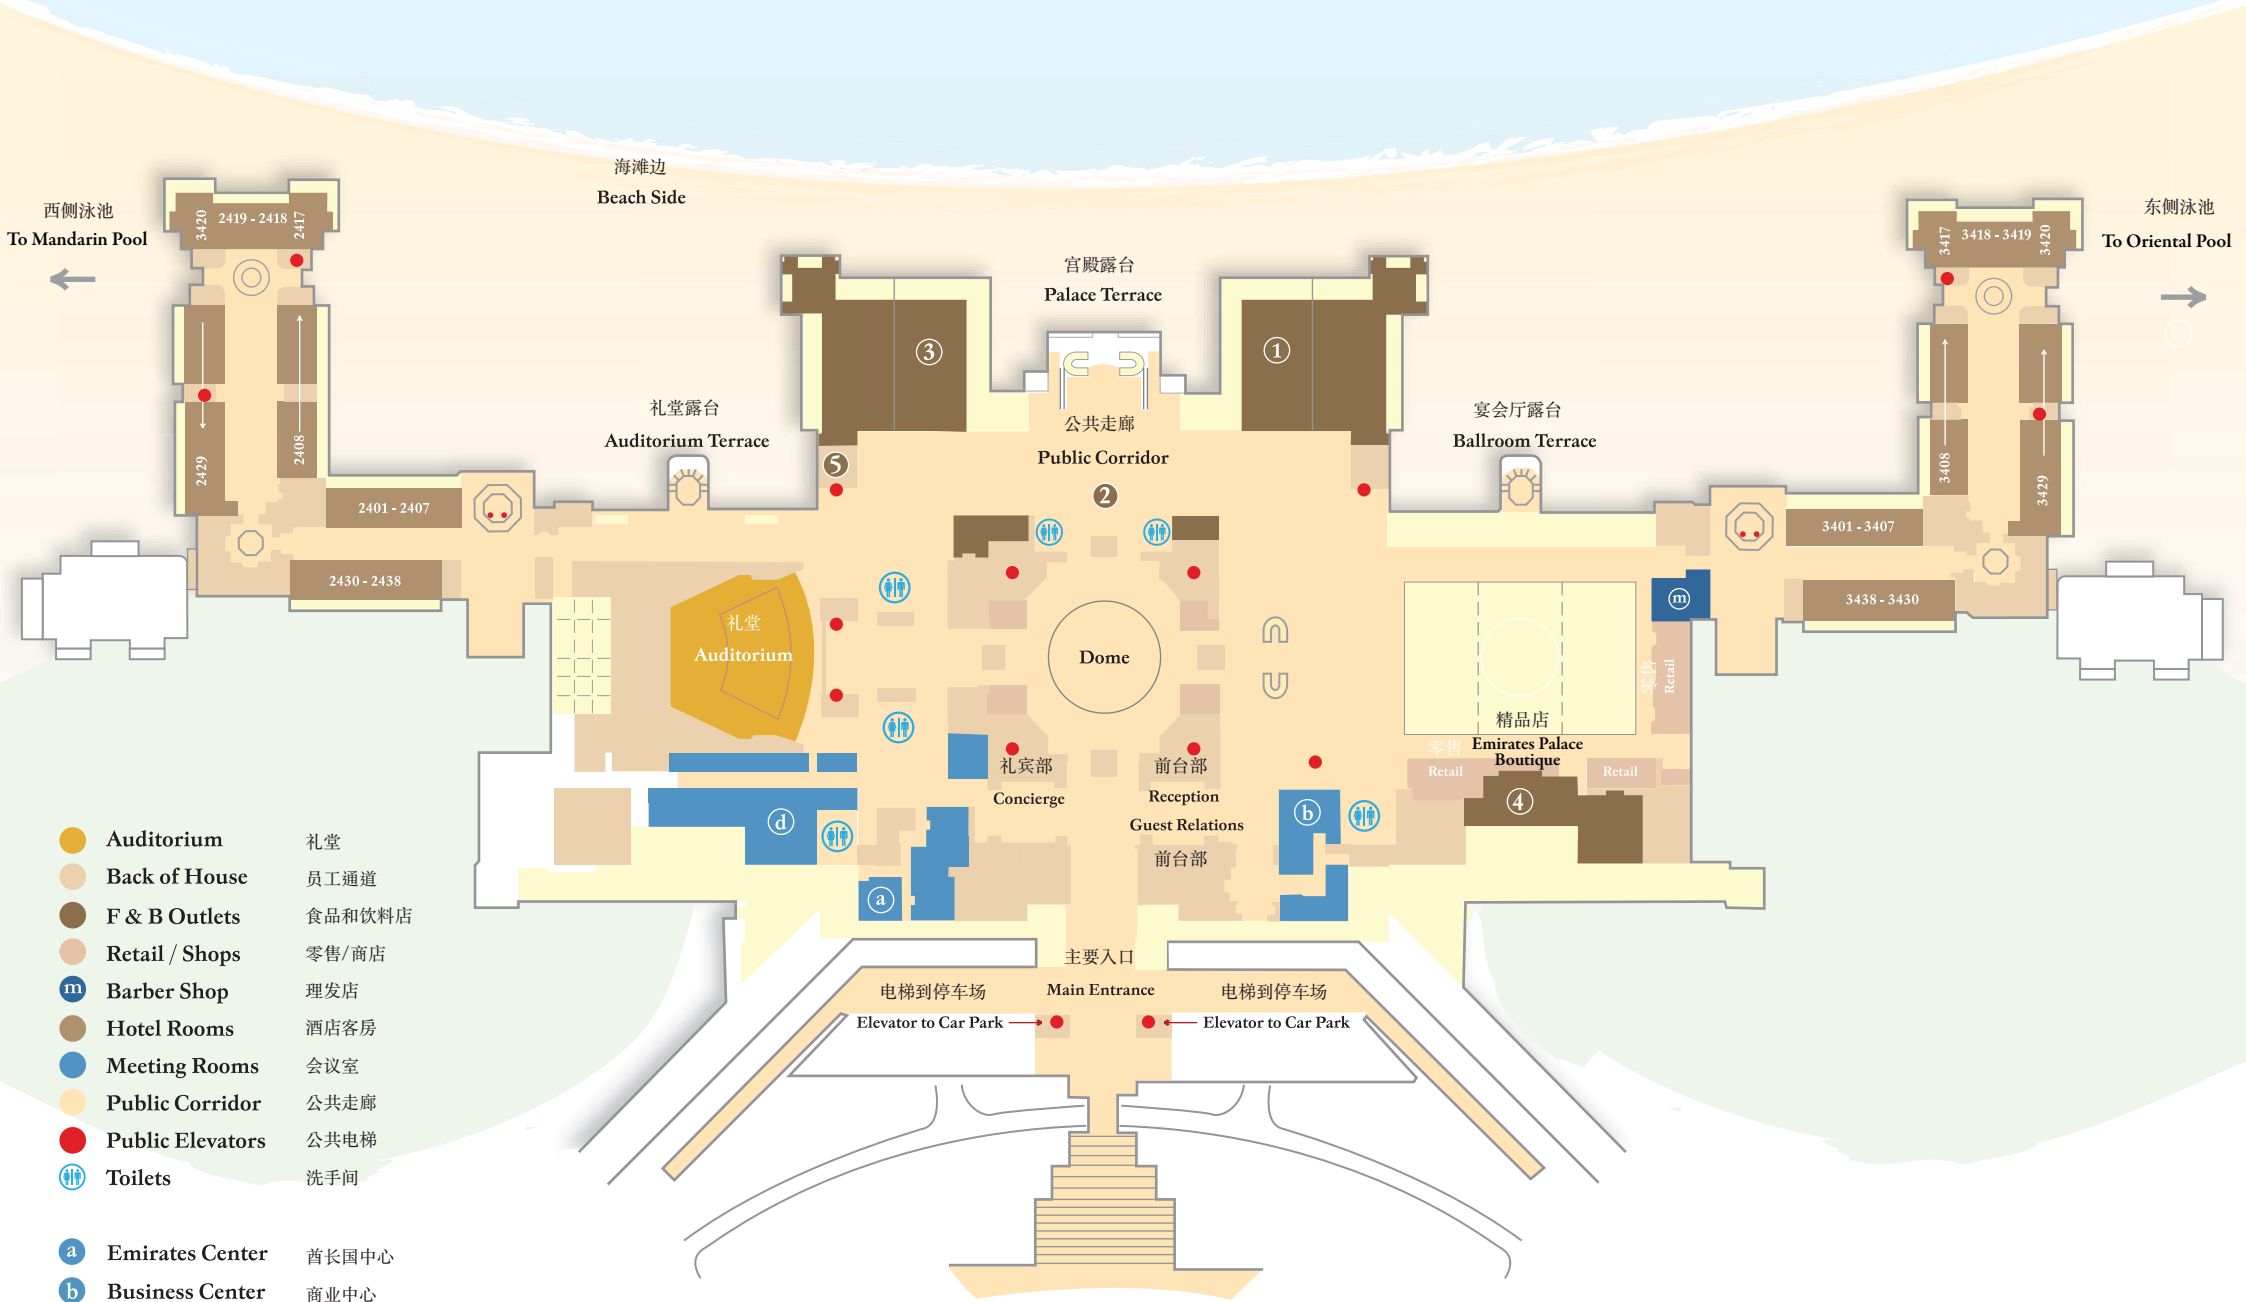 海滩边
Beach Side
西侧泳池
To Mandarin Pool
东侧泳池
To Oriental Pool
3420
2419 - 2418
2417
3417
3418 - 3419
3420
宫殿露台
Palace Terrace
3
1
礼堂露台
Auditorium Terrace
公共走廊
Public Corridor
宴会厅露台
Ballroom Terrace
2429
2408
3408
3429
5
2
2401 - 2407
3401 - 3407
2430 - 2438
3438 - 3430
m
礼堂
Auditorium
Dome
零售
Retail
精品店
Emirates Palace
Boutique
零售
Retail
Retail
礼宾部
Concierge
前台部
Reception
Guest Relations
前台部
4
d
b
a
主要入口
Main Entrance
电梯到停车场
Elevator to Car Park
电梯到停车场
Elevator to Car Park
Auditorium 礼堂
Back of House 员工通道
F & B Outlets 食品和饮料店
Retail / Shops 零售/商店
m Barber Shop 理发店
Hotel Rooms 酒店客房
Meeting Rooms 会议室
Public Corridor 公共走廊
Public Elevators 公共电梯
Toilets 洗手间
a Emirates Center 酋长国中心
b Business Center 商业中心